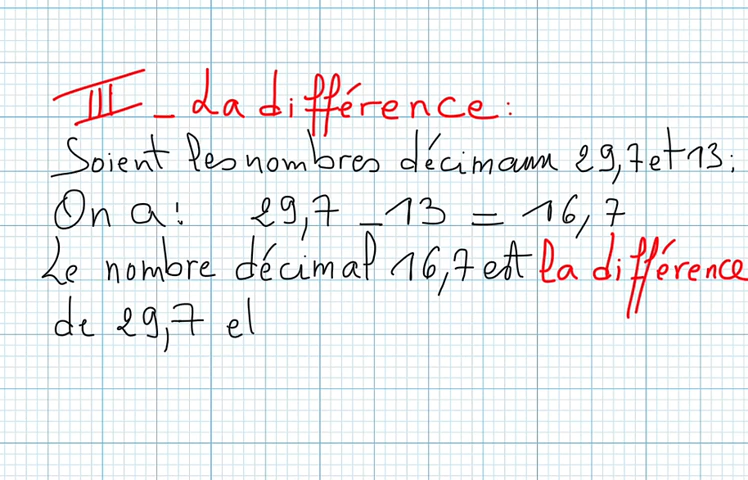 III - La différence :
Soient les nombres décimaux 29,7 et 13 ;
On a : 29,7 - 13 = 16,7
Le nombre décimal 16,7 est la différence
de 29,7 et